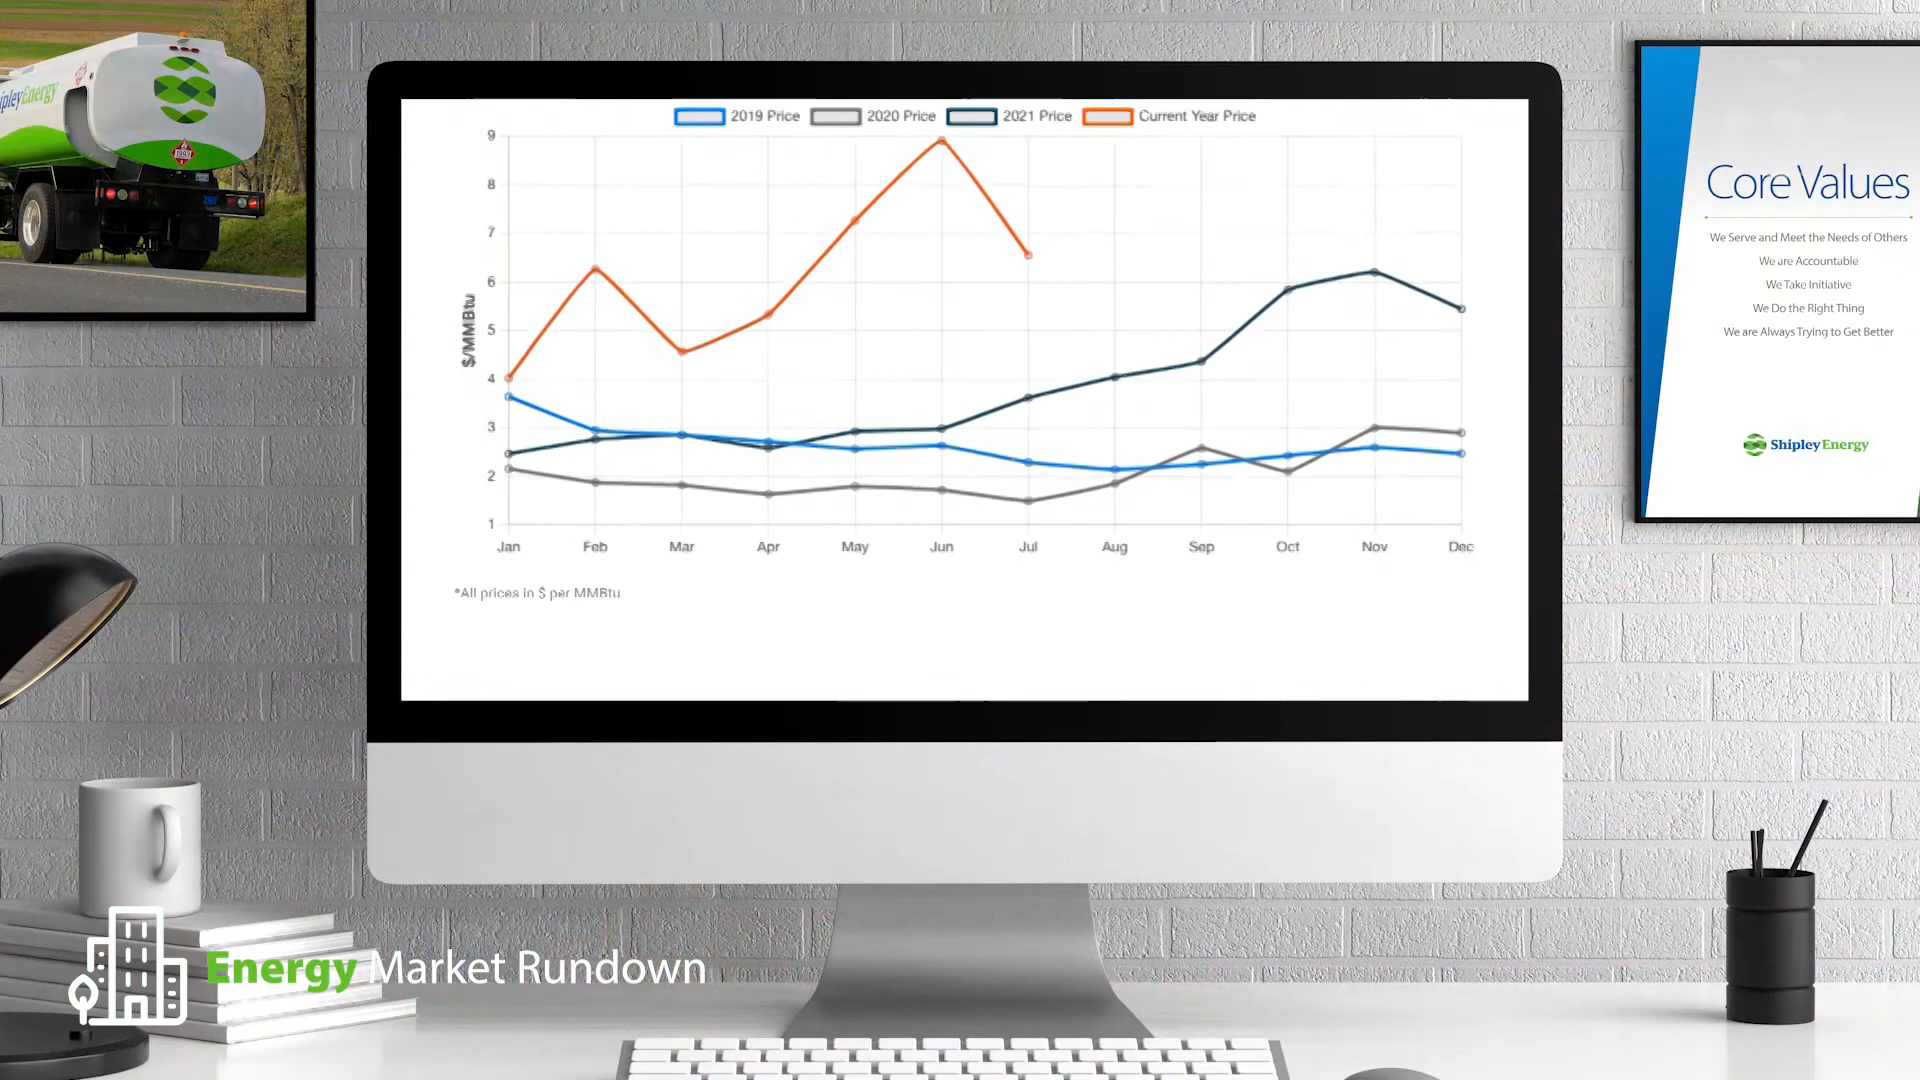 ShipleyEnergy
1993
2019 Price
2020 Price
2021 Price
Current Year Price
9
8
7
6
5
4
3
2
1
$/MMBtu
Jan
Feb
Mar
Apr
May
Jun
Jul
Aug
Sep
Oct
Nov
Dec
*All prices in $ per MMBtu
Core Values
We Serve and Meet the Needs of Others
We are Accountable
We Take Initiative
We Do the Right Thing
We are Always Trying to Get Better
ShipleyEnergy
Energy Market Rundown